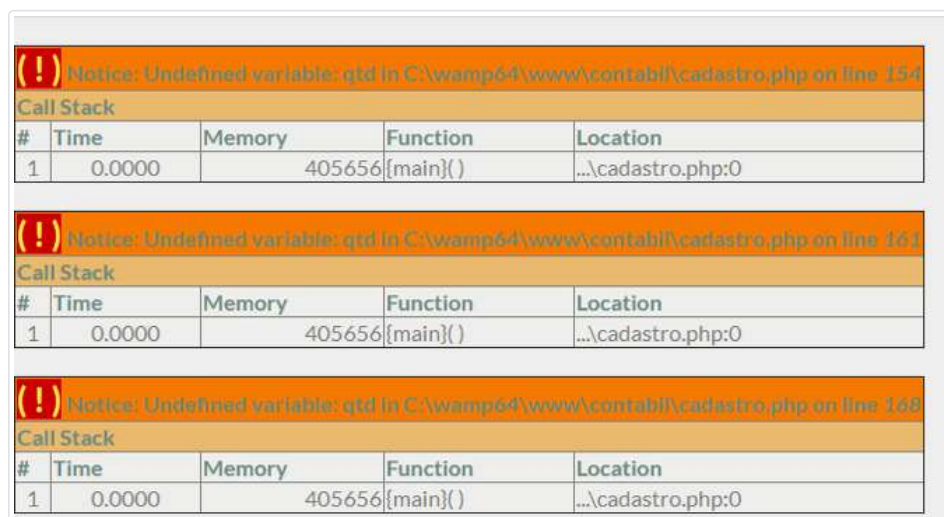 ( ! ) Notice: Undefined variable: qtd in C:\wamp64\www\contabil\cadastro.php on line 154
Call Stack
# Time Memory Function Location
1 0.0000 405656 {main}( ) ...\cadastro.php:0
( ! ) Notice: Undefined variable: qtd in C:\wamp64\www\contabil\cadastro.php on line 161
Call Stack
# Time Memory Function Location
1 0.0000 405656 {main}( ) ...\cadastro.php:0
( ! ) Notice: Undefined variable: qtd in C:\wamp64\www\contabil\cadastro.php on line 168
Call Stack
# Time Memory Function Location
1 0.0000 405656 {main}( ) ...\cadastro.php:0